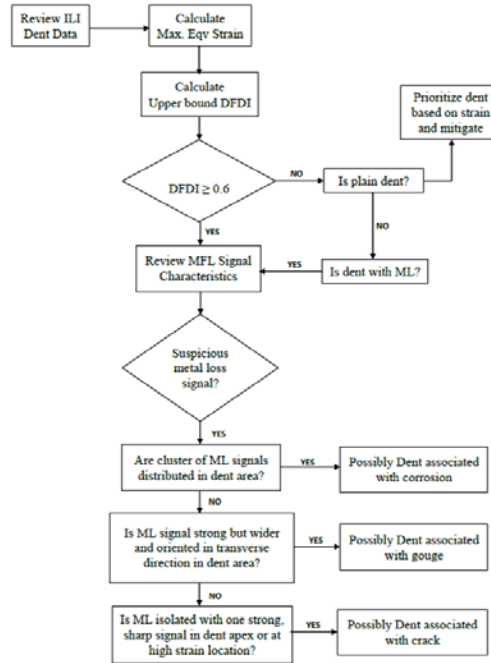 Review ILI
Dent Data
Calculate
Max. Eqv Strain
Calculate
Upper bound DFDI
Prioritize dent
based on strain
and mitigate
DFDI ≥ 0.6
NO
Is plain dent?
YES
NO
Review MFL Signal
Characteristics
YES
Is dent with ML?
Suspicious
metal loss
signal?
YES
Are cluster of ML signals
distributed in dent area?
YES
Possibly Dent associated
with corrosion
NO
Is ML signal strong but wider
and oriented in transverse
direction in dent area?
YES
Possibly Dent associated
with gouge
NO
Is ML isolated with one strong,
sharp signal in dent apex or at
high strain location?
YES
Possibly Dent associated
with crack